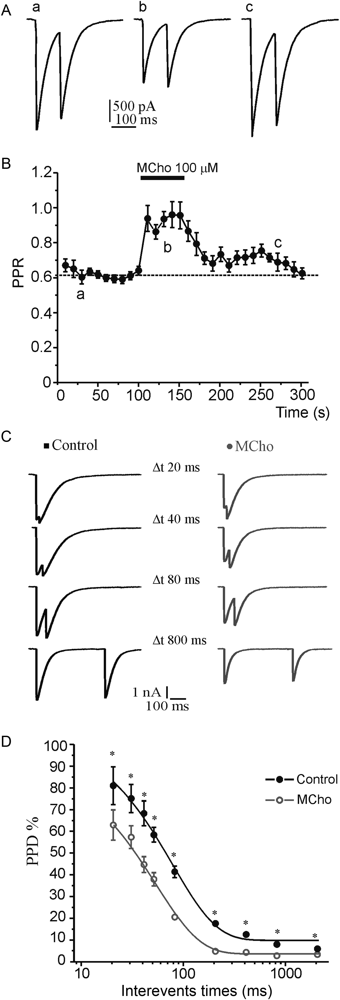 A
a b c
500 pA
100 ms
B
MCho 100 μM
1.2
1.0
0.8
0.6
0.4
0.2
0
PPR
a
b
c
0 50 100 150 200 250 300
Time (s)
C
Control MCho
Δt 20 ms
Δt 40 ms
Δt 80 ms
Δt 800 ms
1 nA
100 ms
D
100
90
80
70
60
50
40
30
20
10
0
PPD %
* * * * * * * * *
Control
MCho
10 100 1000
Interevents times (ms)